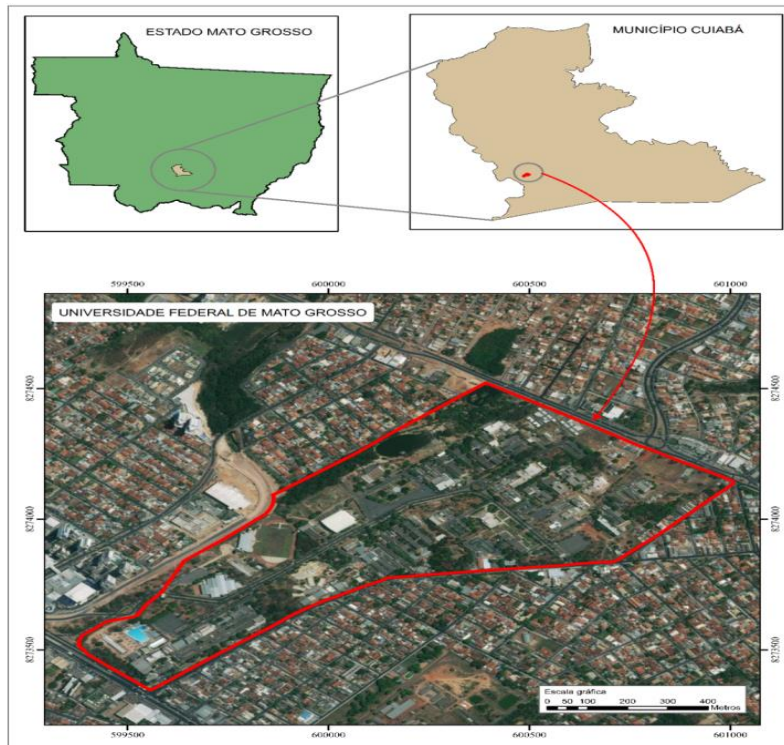 ESTADO MATO GROSSO
MUNICÍPIO CUIABÁ
599500 600000 600500 601000
UNIVERSIDADE FEDERAL DE MATO GROSSO
8274500 8274500
8274000 8274000
8273500 8273500
Escala gráfica
0 50 100 200 300 400
Metros
599500 600000 600500 601000